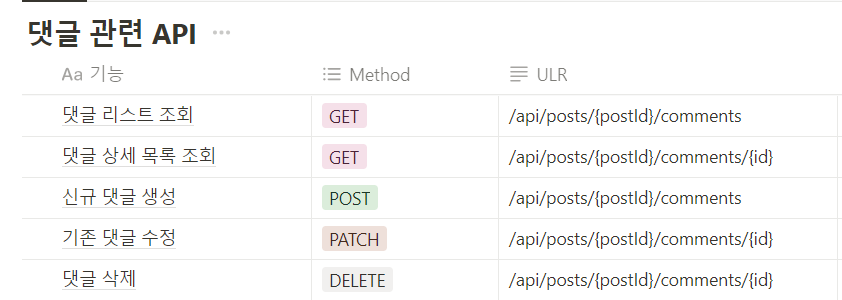 댓글 관련 API ...
Aa 기능 Method ULR
댓글 리스트 조회 GET /api/posts/{postId}/comments
댓글 상세 목록 조회 GET /api/posts/{postId}/comments/{id}
신규 댓글 생성 POST /api/posts/{postId}/comments
기존 댓글 수정 PATCH /api/posts/{postId}/comments/{id}
댓글 삭제 DELETE /api/posts/{postId}/comments/{id}